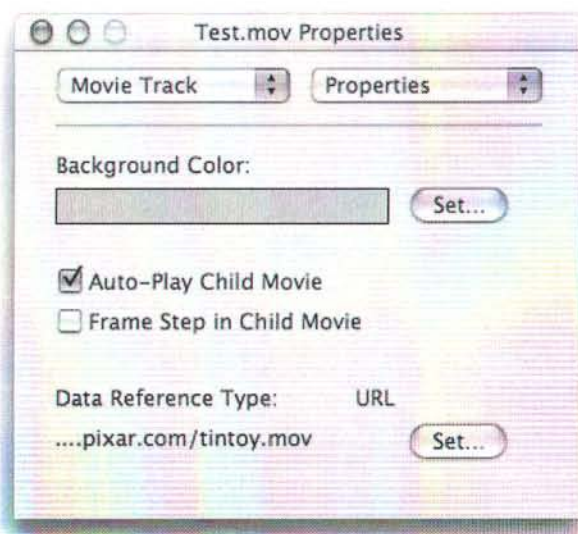 Test.mov Properties
Movie Track Properties
Background Color:
Set...
Auto-Play Child Movie
Frame Step in Child Movie
Data Reference Type: URL
....pixar.com/tintoy.mov Set...